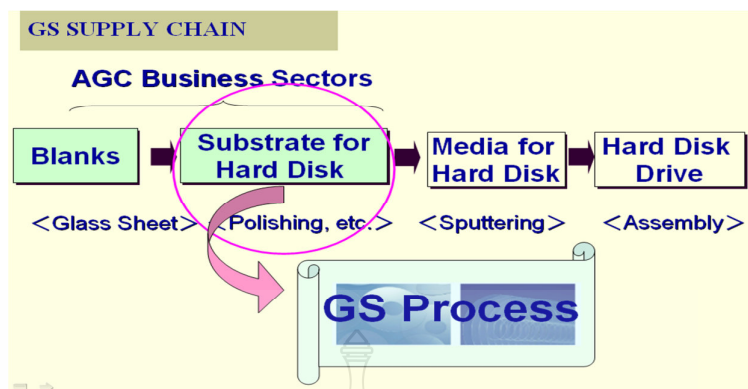 GS SUPPLY CHAIN
AGC Business Sectors
Blanks
Substrate for
Hard Disk
Media for
Hard Disk
Hard Disk
Drive
<Glass Sheet>
<Polishing, etc.>
<Sputtering>
<Assembly>
GS Process